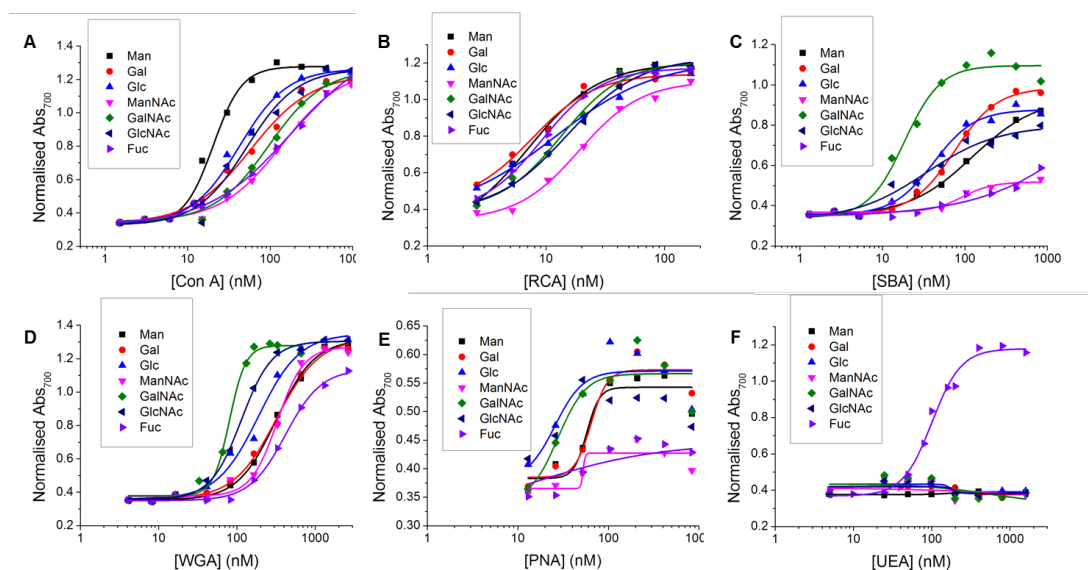 A
Man
Gal
Glc
ManNAc
GalNAc
GlcNAc
Fuc
1.4
1.2
1.0
0.8
0.6
0.4
0.2
Normalised Abs700
1
10
100
1000
[Con A] (nM)
B
Man
Gal
Glc
ManNAc
GalNAc
GlcNAc
Fuc
1.4
1.2
1.0
0.8
0.6
0.4
0.2
Normalised Abs700
1
10
100
[RCA] (nM)
C
Man
Gal
Glc
ManNAc
GalNAc
GlcNAc
Fuc
1.4
1.2
1.0
0.8
0.6
0.4
0.2
Normalised Abs700
1
10
100
1000
[SBA] (nM)
D
Man
Gal
Glc
ManNAc
GalNAc
GlcNAc
Fuc
1.4
1.2
1.0
0.8
0.6
0.4
0.2
Normalised Abs700
1
10
100
1000
[WGA] (nM)
E
Man
Gal
Glc
ManNAc
GalNAc
GlcNAc
Fuc
0.65
0.60
0.55
0.50
0.45
0.40
0.35
0.30
Normalised Abs700
1
10
100
[PNA] (nM)
F
Man
Gal
Glc
ManNAc
GalNAc
GlcNAc
Fuc
1.4
1.2
1.0
0.8
0.6
0.4
0.2
Normalised Abs700
1
10
100
1000
[UEA] (nM)